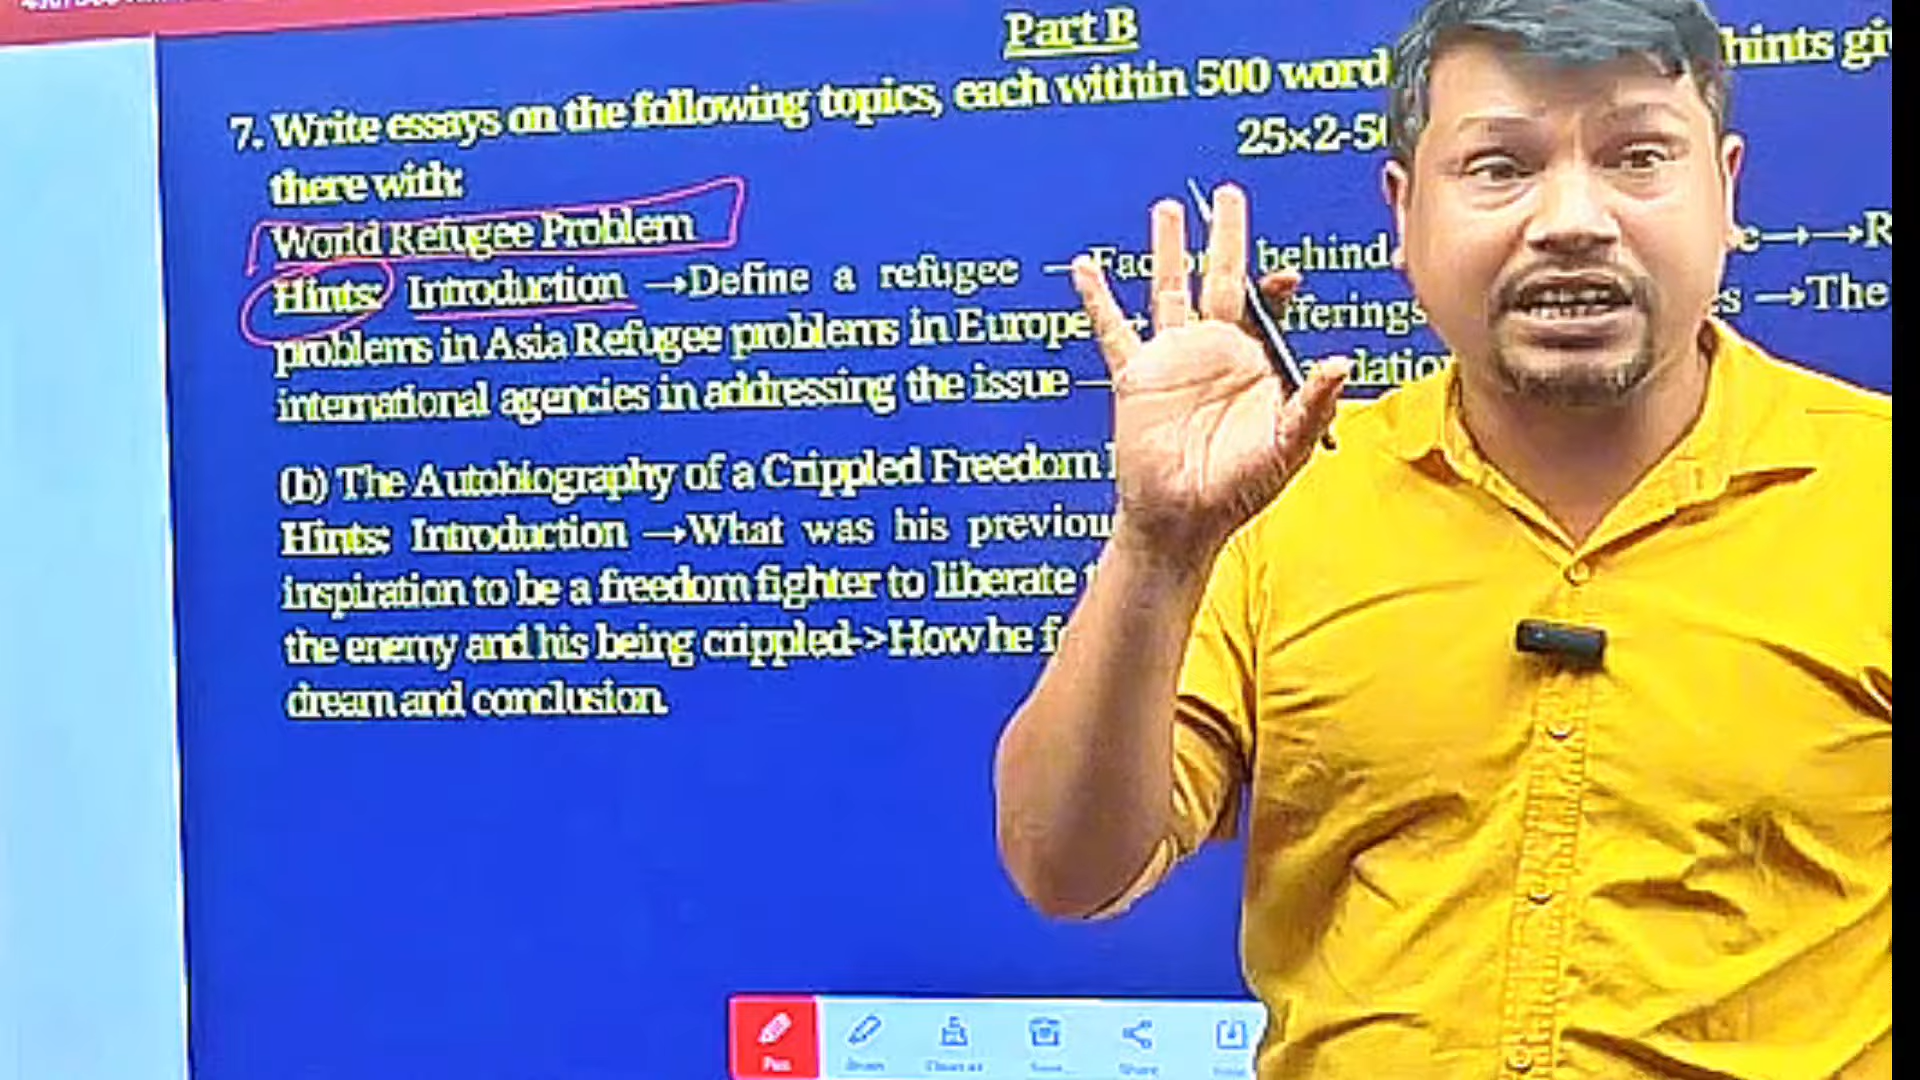 Part B
7. Write essays on the following topics, each within 500 word hints gi
25×2-50
there with:
World Refugee Problem
Hints: Introduction →Define a refugee → behind
problems in Asia Refugee problems in Europe → →The
international agencies in addressing the issue →
(b) The Autobiography of a Crippled Freedom
Hints: Introduction →What was his previou
inspiration to be a freedom fighter to liberate
the enemy and his being crippled->How he f
dream and conclusion.
Pen
Share